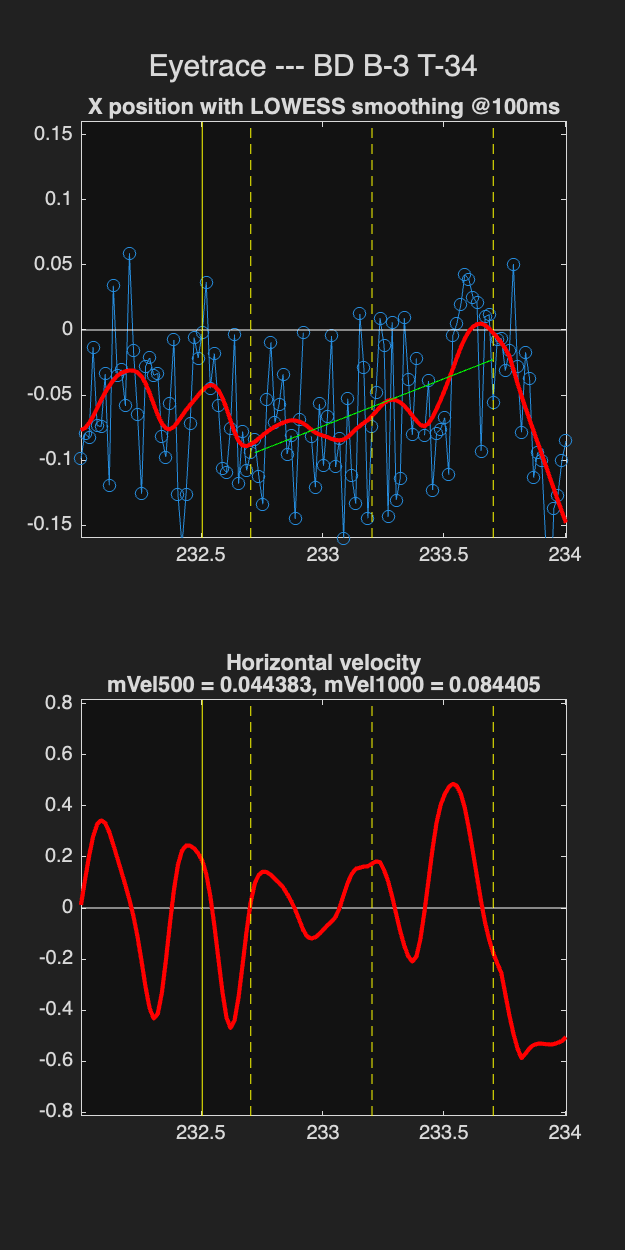 Eyetrace --- BD B-3 T-34
X position with LOWESS smoothing @100ms
0.15
0.1
0.05
0
-0.05
-0.1
-0.15
232.5 233 233.5 234
Horizontal velocity
mVel500 = 0.044383, mVel1000 = 0.084405
0.8
0.6
0.4
0.2
0
-0.2
-0.4
-0.6
-0.8
232.5 233 233.5 234